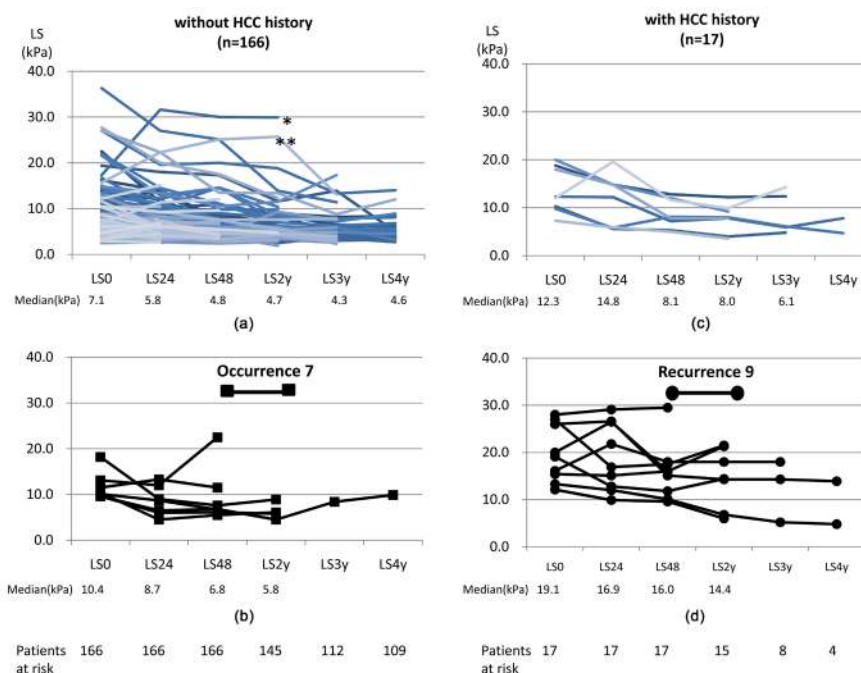 without HCC history
(n=166)
LS
(kPa)
40.0
30.0
20.0
10.0
0.0
*
**
LS0 LS24 LS48 LS2y LS3y LS4y
Median(kPa) 7.1 5.8 4.8 4.7 4.3 4.6
(a)
with HCC history
(n=17)
40.0
30.0
20.0
10.0
0.0
LS0 LS24 LS48 LS2y LS3y LS4y
Median(kPa) 12.3 14.8 8.1 8.0 6.1
(c)
Occurrence 7
40.0
30.0
20.0
10.0
0.0
LS0 LS24 LS48 LS2y LS3y LS4y
Median(kPa) 10.4 8.7 6.8 5.8
(b)
Patients 166 166 166 145 112 109
at risk
Recurrence 9
40.0
30.0
20.0
10.0
0.0
LS0 LS24 LS48 LS2y LS3y LS4y
Median(kPa) 19.1 16.9 16.0 14.4
(d)
Patients 17 17 17 15 8 4
at risk